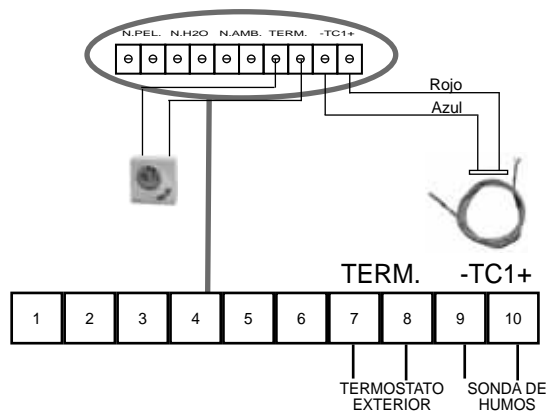 N.PEL. N.H2O N.AMB. TERM. -TC1+
Rojo
Azul
TERM. -TC1+
1 2 3 4 5 6 7 8 9 10
TERMOSTATO EXTERIOR
SONDA DE HUMOS